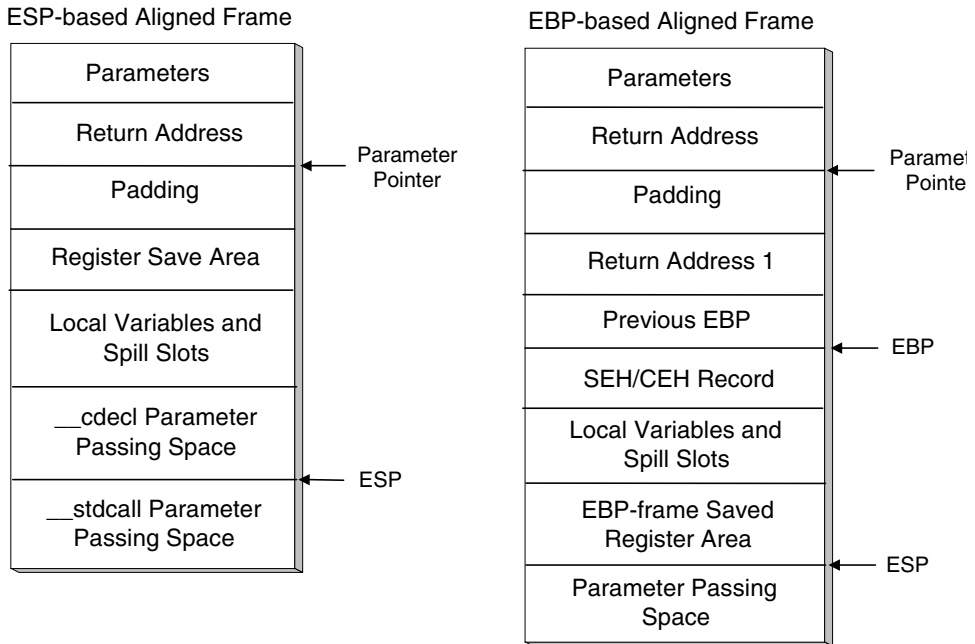 ESP-based Aligned Frame
Parameters
Return Address
Parameter
Pointer
Padding
Register Save Area
Local Variables and
Spill Slots
__cdecl Parameter
Passing Space
ESP
__stdcall Parameter
Passing Space
EBP-based Aligned Frame
Parameters
Return Address
Paramet
Pointe
Padding
Return Address 1
Previous EBP
EBP
SEH/CEH Record
Local Variables and
Spill Slots
EBP-frame Saved
Register Area
ESP
Parameter Passing
Space